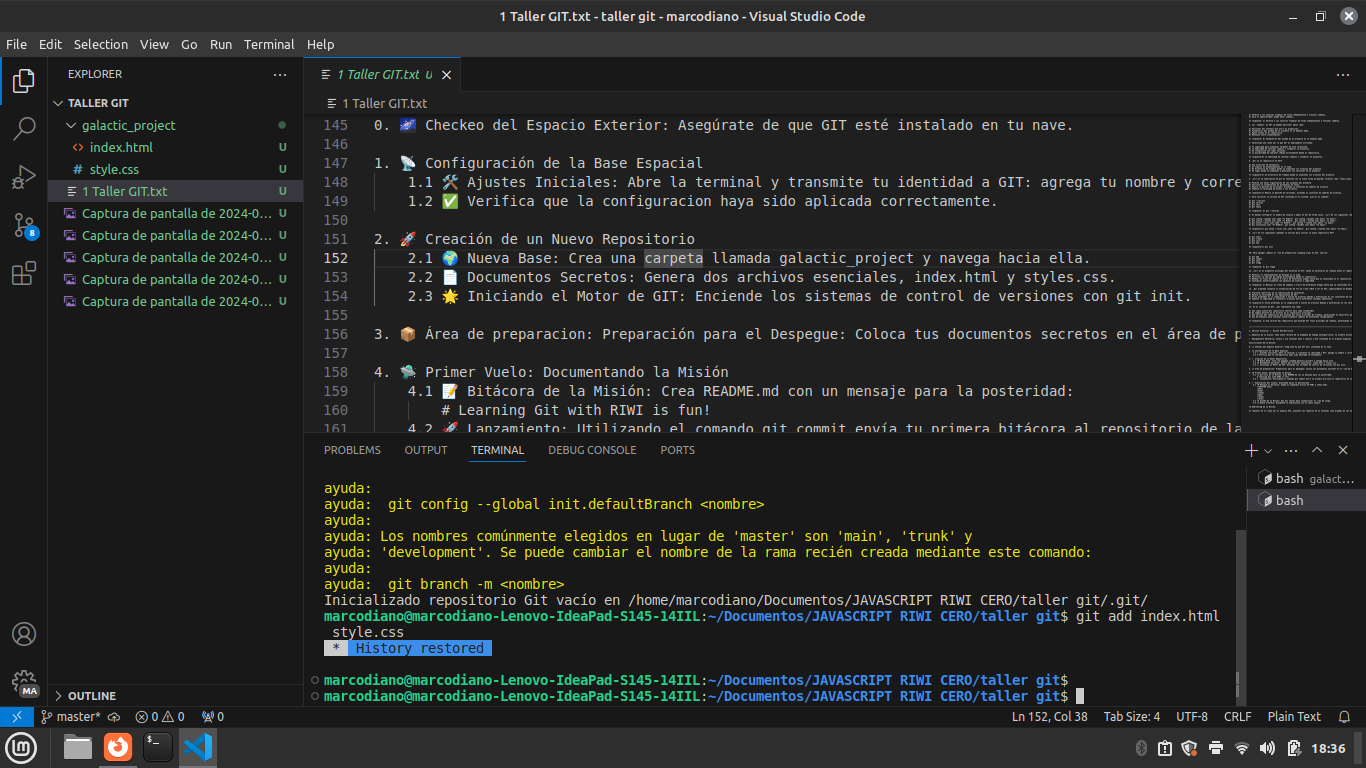 1 Taller GIT.txt - taller git - marcodiano - Visual Studio Code
File Edit Selection View Go Run Terminal Help
EXPLORER
TALLER GIT
galactic_project
index.html U
style.css U
1 Taller GIT.txt U
Captura de pantalla de 2024-0... U
Captura de pantalla de 2024-0... U
Captura de pantalla de 2024-0... U
Captura de pantalla de 2024-0... U
Captura de pantalla de 2024-0... U
OUTLINE
8
MA
1 Taller GIT.txt U
1 Taller GIT.txt
145 0. 🌌 Checkeo del Espacio Exterior: Asegúrate de que GIT esté instalado en tu nave.
146
147 1. 📡 Configuración de la Base Espacial
148 1.1 🛠 Ajustes Iniciales: Abre la terminal y transmite tu identidad a GIT: agrega tu nombre y corre
149 1.2 ✅ Verifica que la configuracion haya sido aplicada correctamente.
150
151 2. 🚀 Creación de un Nuevo Repositorio
152 2.1 🌍 Nueva Base: Crea una carpeta llamada galactic_project y navega hacia ella.
153 2.2 📄 Documentos Secretos: Genera dos archivos esenciales, index.html y styles.css.
154 2.3 🌟 Iniciando el Motor de GIT: Enciende los sistemas de control de versiones con git init.
155
156 3. 📦 Área de preparacion: Preparación para el Despegue: Coloca tus documentos secretos en el área de p
157
158 4. 🛸 Primer Vuelo: Documentando la Misión
159 4.1 📝 Bitácora de la Misión: Crea README.md con un mensaje para la posteridad:
160 # Learning Git with RIWI is fun!
161 4.2 🚀 Lanzamiento: Utilizando el comando git commit envía tu primera bitácora al repositorio de la
PROBLEMS OUTPUT TERMINAL DEBUG CONSOLE PORTS
ayuda:
ayuda:  git config --global init.defaultBranch <nombre>
ayuda:
ayuda: Los nombres comúnmente elegidos en lugar de 'master' son 'main', 'trunk' y
ayuda: 'development'. Se puede cambiar el nombre de la rama recién creada mediante este comando:
ayuda:
ayuda:  git branch -m <nombre>
Inicializado repositorio Git vacío en /home/marcodiano/Documentos/JAVASCRIPT RIWI CERO/taller git/.git/
marcodiano@marcodiano-Lenovo-IdeaPad-S145-14IIL:~/Documentos/JAVASCRIPT RIWI CERO/taller git$ git add index.html
style.css
* History restored
marcodiano@marcodiano-Lenovo-IdeaPad-S145-14IIL:~/Documentos/JAVASCRIPT RIWI CERO/taller git$
marcodiano@marcodiano-Lenovo-IdeaPad-S145-14IIL:~/Documentos/JAVASCRIPT RIWI CERO/taller git$
bash galact...
bash
master* 0 0 0 Ln 152, Col 38 Tab Size: 4 UTF-8 CRLF Plain Text
18:36